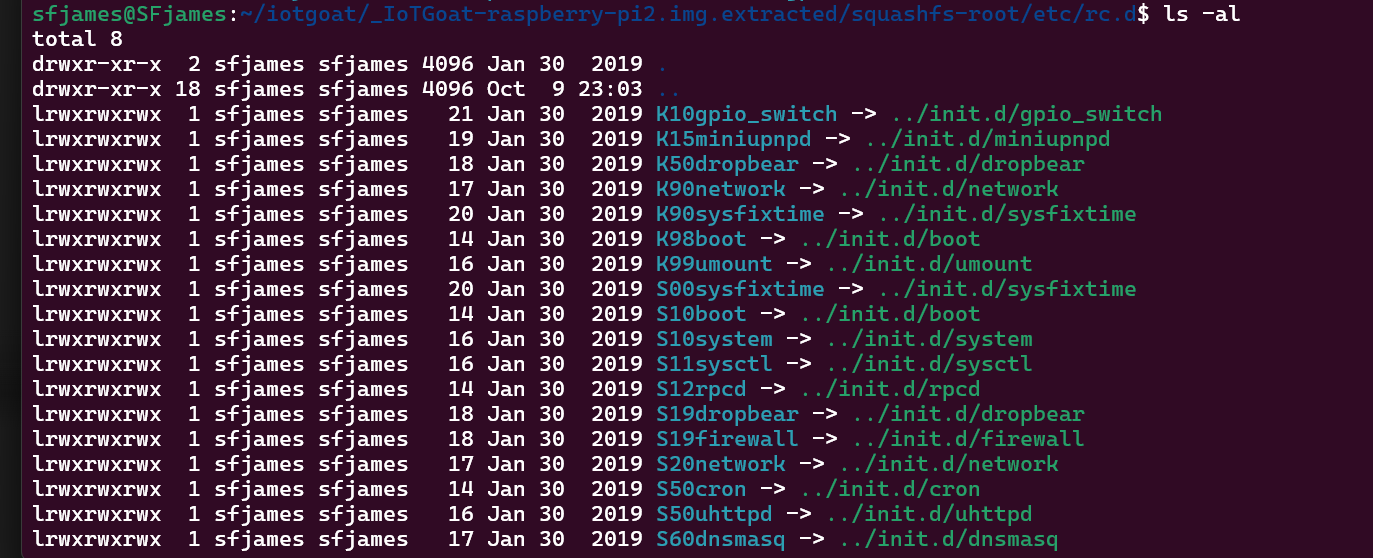 sfjames@SFjames:~/iotgoat/_IoTGoat-raspberry-pi2.img.extracted/squashfs-root/etc/rc.d$ ls -al
total 8
drwxr-xr-x  2 sfjames sfjames 4096 Jan 30  2019 .
drwxr-xr-x 18 sfjames sfjames 4096 Oct  9 23:03 ..
lrwxrwxrwx  1 sfjames sfjames   21 Jan 30  2019 K10gpio_switch -> ../init.d/gpio_switch
lrwxrwxrwx  1 sfjames sfjames   19 Jan 30  2019 K15miniupnpd -> ../init.d/miniupnpd
lrwxrwxrwx  1 sfjames sfjames   18 Jan 30  2019 K50dropbear -> ../init.d/dropbear
lrwxrwxrwx  1 sfjames sfjames   17 Jan 30  2019 K90network -> ../init.d/network
lrwxrwxrwx  1 sfjames sfjames   20 Jan 30  2019 K90sysfixtime -> ../init.d/sysfixtime
lrwxrwxrwx  1 sfjames sfjames   14 Jan 30  2019 K98boot -> ../init.d/boot
lrwxrwxrwx  1 sfjames sfjames   16 Jan 30  2019 K99umount -> ../init.d/umount
lrwxrwxrwx  1 sfjames sfjames   20 Jan 30  2019 S00sysfixtime -> ../init.d/sysfixtime
lrwxrwxrwx  1 sfjames sfjames   14 Jan 30  2019 S10boot -> ../init.d/boot
lrwxrwxrwx  1 sfjames sfjames   16 Jan 30  2019 S10system -> ../init.d/system
lrwxrwxrwx  1 sfjames sfjames   16 Jan 30  2019 S11sysctl -> ../init.d/sysctl
lrwxrwxrwx  1 sfjames sfjames   14 Jan 30  2019 S12rpcd -> ../init.d/rpcd
lrwxrwxrwx  1 sfjames sfjames   18 Jan 30  2019 S19dropbear -> ../init.d/dropbear
lrwxrwxrwx  1 sfjames sfjames   18 Jan 30  2019 S19firewall -> ../init.d/firewall
lrwxrwxrwx  1 sfjames sfjames   17 Jan 30  2019 S20network -> ../init.d/network
lrwxrwxrwx  1 sfjames sfjames   14 Jan 30  2019 S50cron -> ../init.d/cron
lrwxrwxrwx  1 sfjames sfjames   16 Jan 30  2019 S50uhttpd -> ../init.d/uhttpd
lrwxrwxrwx  1 sfjames sfjames   17 Jan 30  2019 S60dnsmasq -> ../init.d/dnsmasq